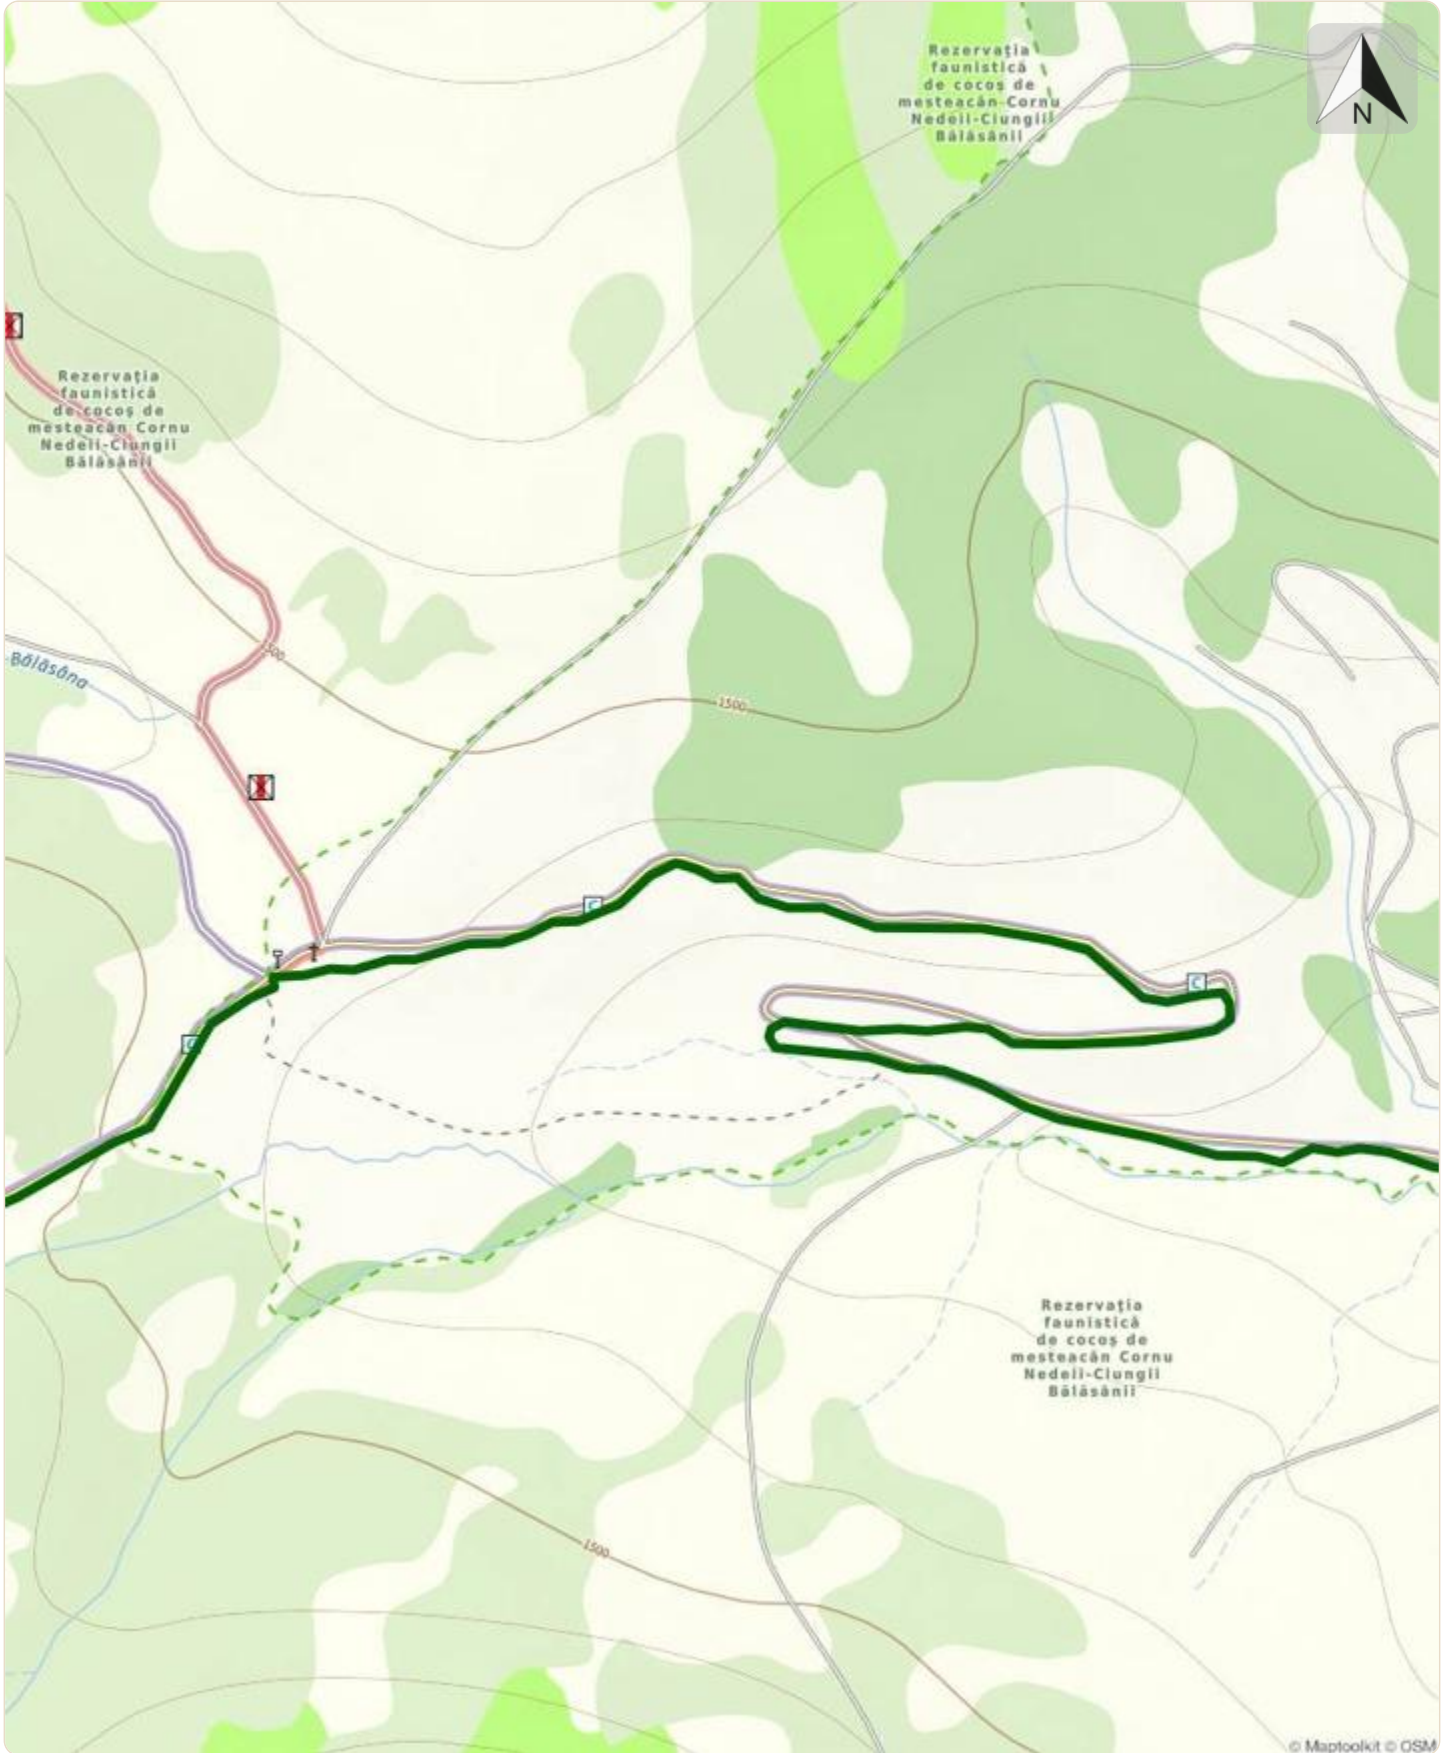 Rezervația
faunistică
de cocoș de
mesteacăn Cornu
Nedeii-Ciungii
Bălăsânii
N
Rezervația
faunistică
de cocoș de
mesteacăn Cornu
Nedeii-Ciungii
Bălăsânii
1500
Bălăsâna
1500
C
C
C
Rezervația
faunistică
de cocoș de
mesteacăn Cornu
Nedeii-Ciungii
Bălăsânii
1500
© Maptoolkit © OSM